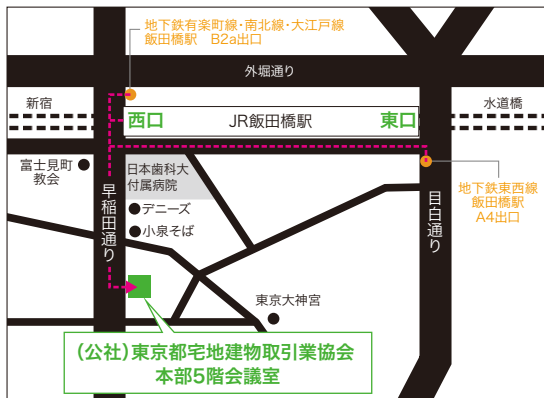 地下鉄有楽町線・南北線・大江戸線
飯田橋駅　B2a出口
外堀通り
新宿
西口
JR飯田橋駅
東口
水道橋
富士見町
教会
日本歯科大
付属病院
デニーズ
小泉そば
早稲田通り
目白通り
地下鉄東西線
飯田橋駅
A4出口
東京大神宮
(公社)東京都宅地建物取引業協会
本部5階会議室